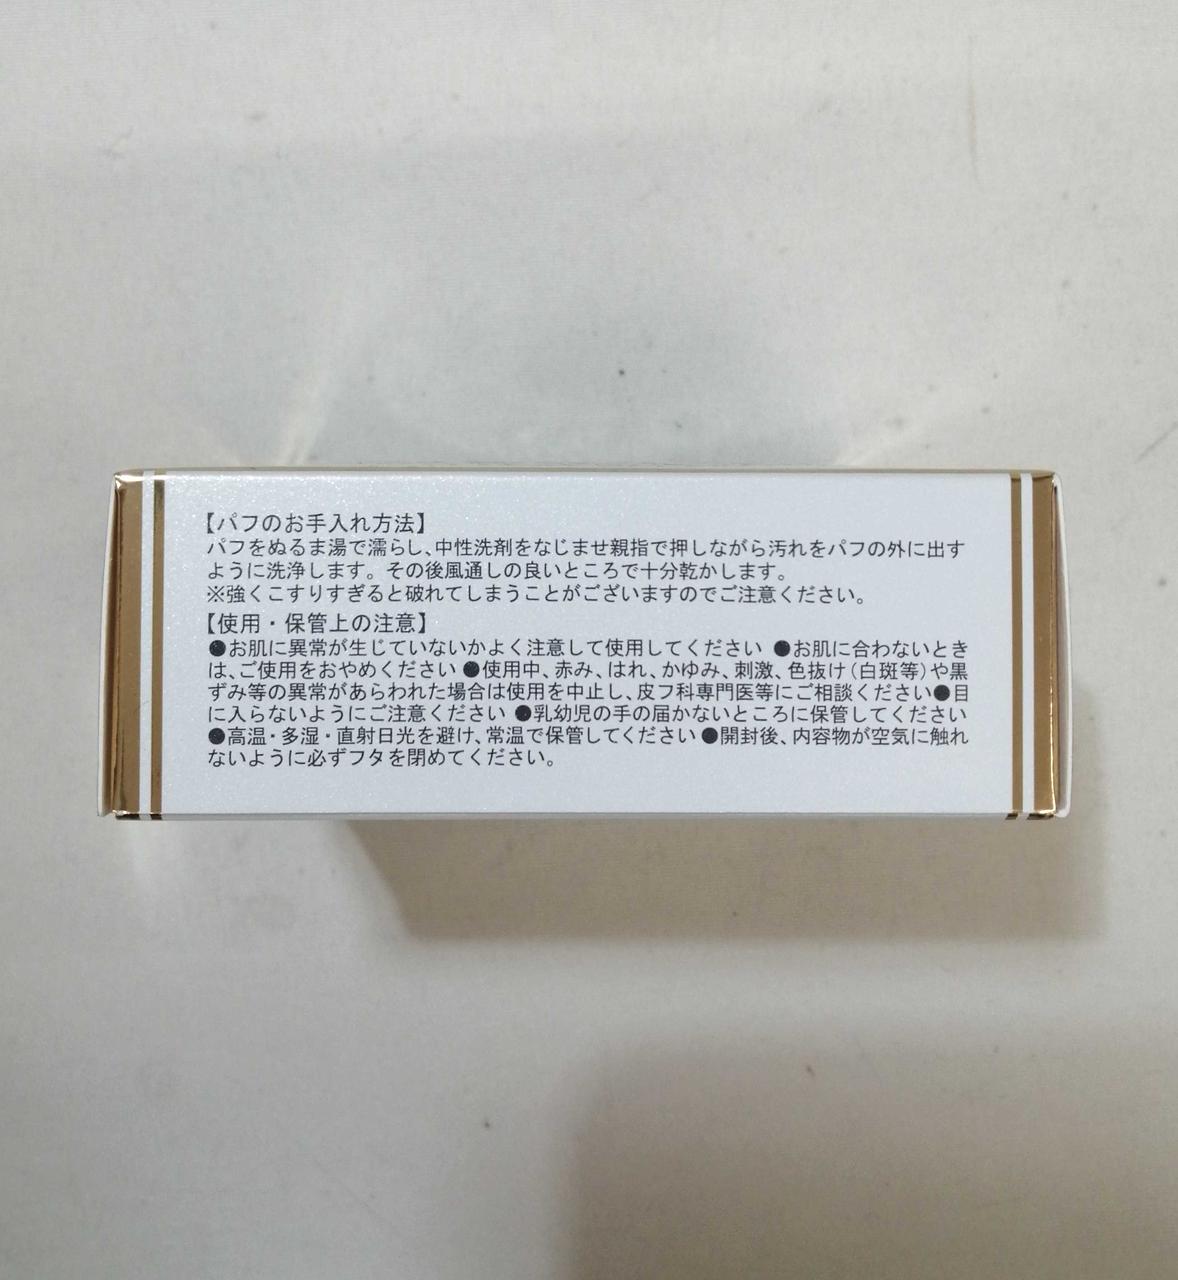 【パフのお手入れ方法】
パフをぬるま湯で濡らし、中性洗剤をなじませ親指で押しながら汚れをパフの外に出す
ように洗浄します。その後風通しの良いところで十分乾かします。
※強くこすりすぎると破れてしまうことがございますのでご注意ください。
【使用・保管上の注意】
●お肌に異常が生じていないかよく注意して使用してください ●お肌に合わないとき
は、ご使用をおやめください ●使用中、赤み、はれ、かゆみ、刺激、色抜け(白斑等)や黒
ずみ等の異常があらわれた場合は使用を中止し、皮フ科専門医等にご相談ください●目
に入らないようにご注意ください ●乳幼児の手の届かないところに保管してください
●高温・多湿・直射日光を避け、常温で保管してください ●開封後、内容物が空気に触れ
ないように必ずフタを閉めてください。